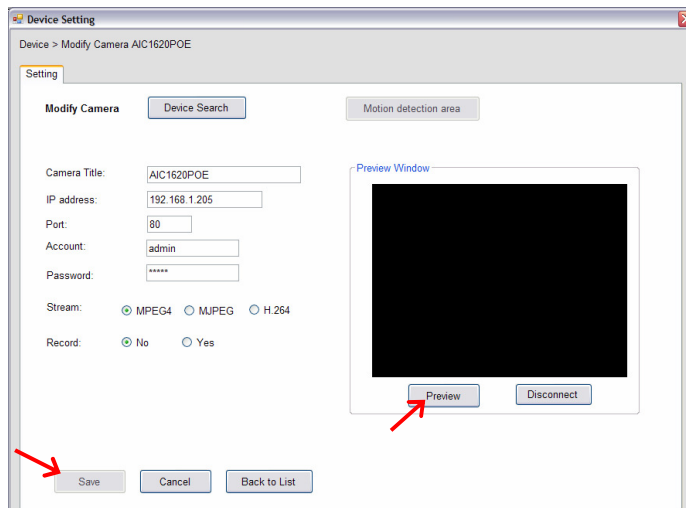 Device Setting
Device > Modify Camera AIC1620POE
Setting
Modify Camera
Device Search
Motion detection area
Camera Title:
AIC1620POE
Preview Window
IP address:
192.168.1.205
Port:
80
Account:
admin
Password:
*****
Stream:
MPEG4
MJPEG
H.264
Record:
No
Yes
Preview
Disconnect
Save
Cancel
Back to List